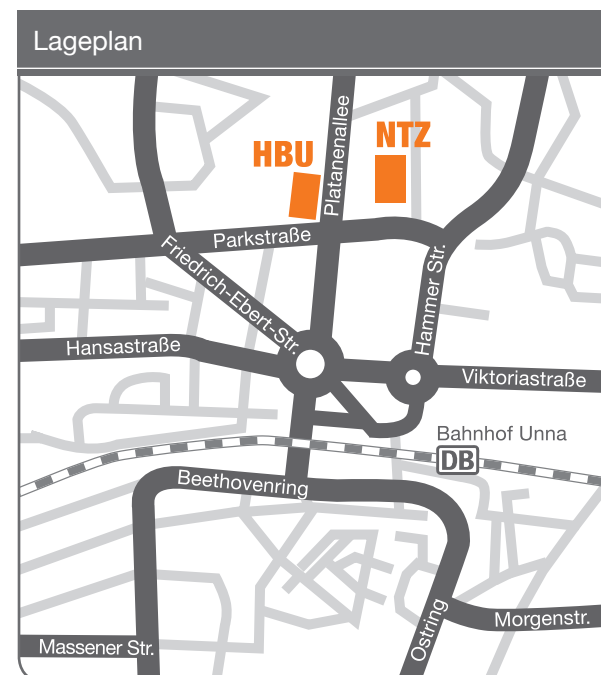 Lageplan
HBU
NTZ
Platanenallee
Parkstraße
Friedrich-Ebert-Str.
Hammer Str.
Hansastraße
Viktoriastraße
Bahnhof Unna
DB
Beethovenring
Ostring
Morgenstr.
Massener Str.